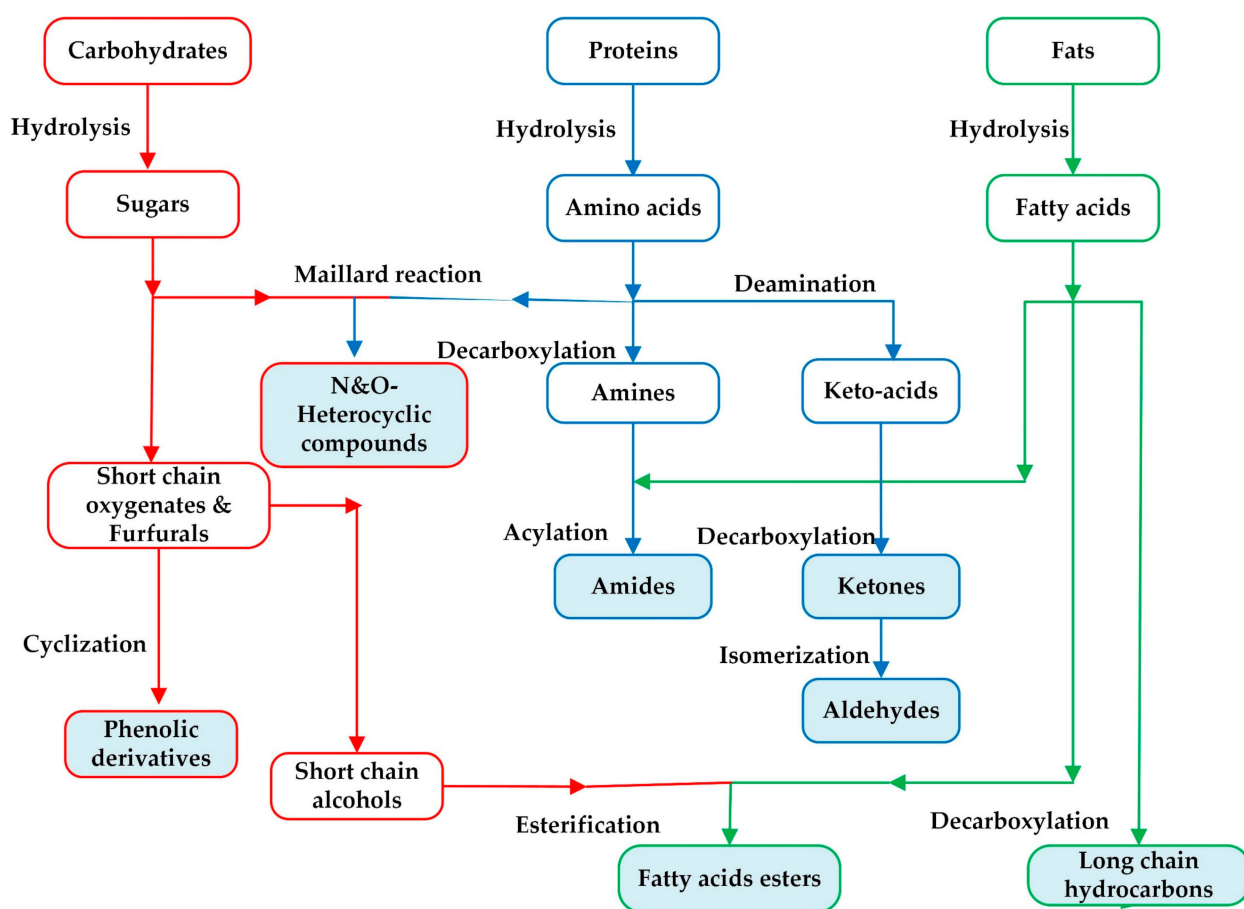 Carbohydrates
Proteins
Fats
Hydrolysis
Hydrolysis
Hydrolysis
Sugars
Amino acids
Fatty acids
Maillard reaction
Deamination
Decarboxylation
N&O-
Heterocyclic
compounds
Amines
Keto-acids
Short chain
oxygenates &
Furfurals
Acylation
Decarboxylation
Amides
Ketones
Cyclization
Isomerization
Phenolic
derivatives
Aldehydes
Short chain
alcohols
Esterification
Decarboxylation
Fatty acids esters
Long chain
hydrocarbons